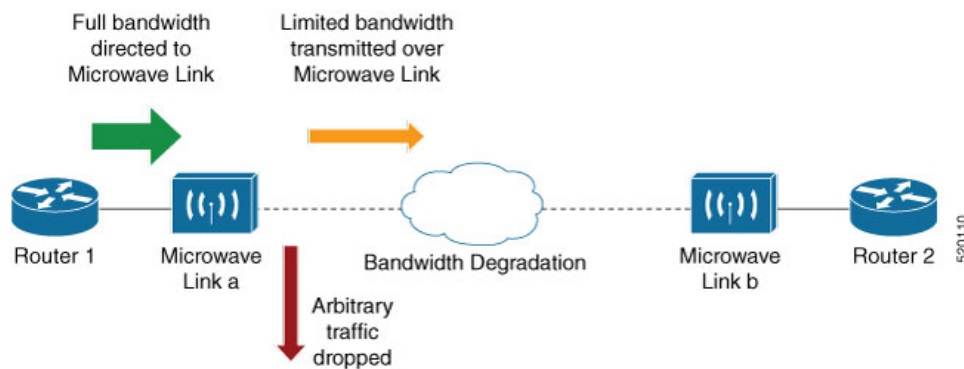 Full bandwidth
directed to
Microwave Link
Limited bandwidth
transmitted over
Microwave Link
Router 1
Microwave
Link a
Bandwidth Degradation
Microwave
Link b
Router 2
520110
Arbitrary
traffic
dropped